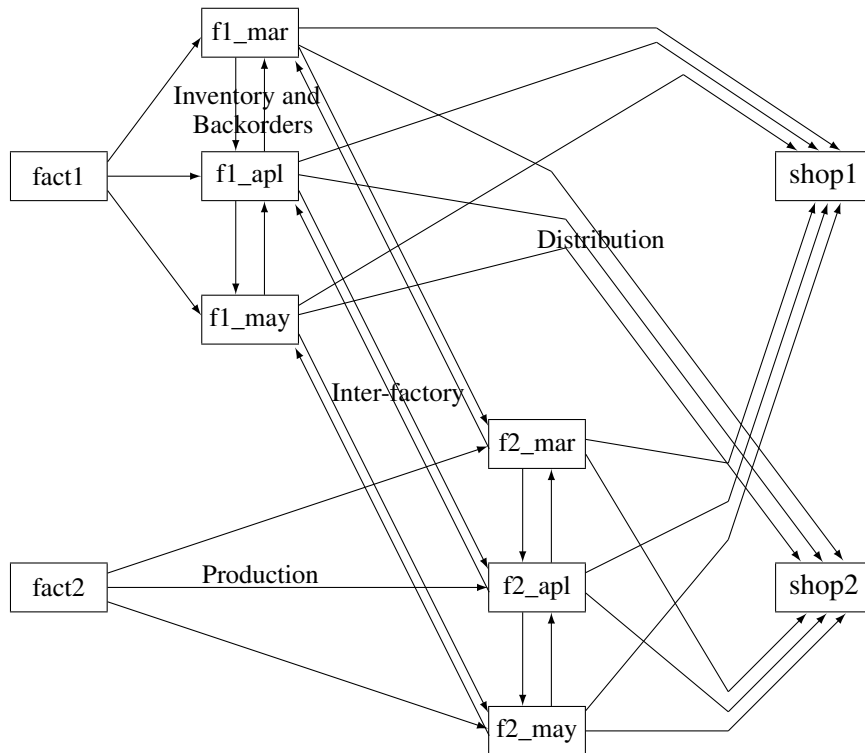 f1_mar
Inventory and
Backorders
fact1
f1_apl
shop1
Distribution
f1_may
Inter-factory
f2_mar
fact2
Production
f2_apl
shop2
f2_may